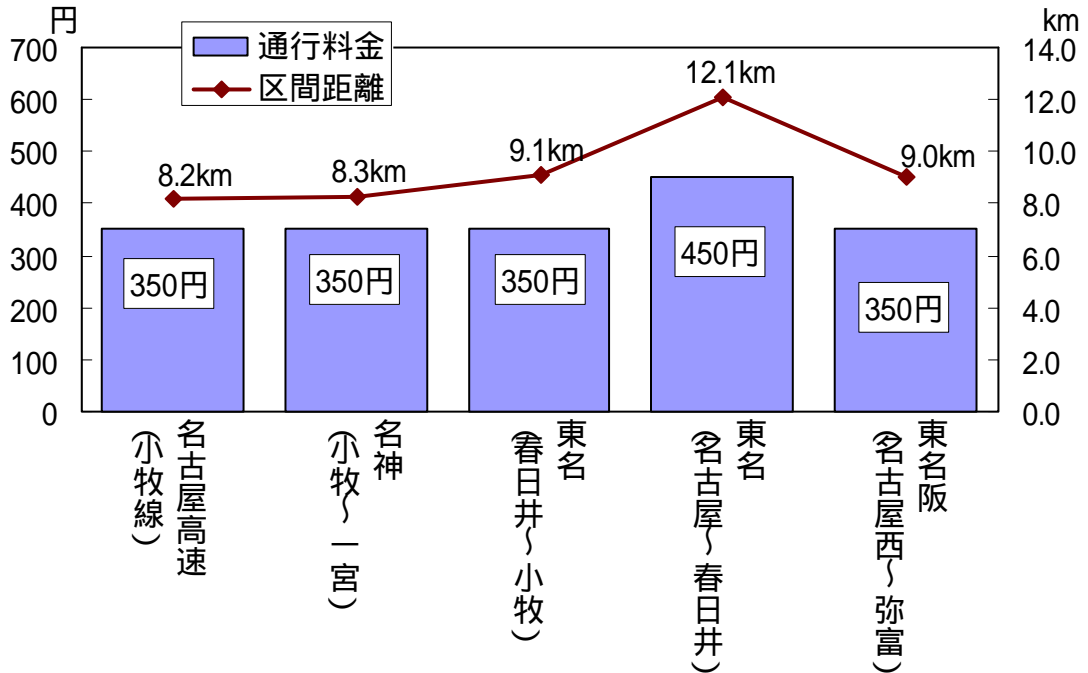 円
km
700
600
500
400
300
200
100
0
14.0
12.0
10.0
8.0
6.0
4.0
2.0
0.0
通行料金
区間距離
8.2km
8.3km
9.1km
12.1km
9.0km
350円
350円
350円
450円
350円
名古屋高速
(小牧線)
名神
(小牧~一宮)
東名
(春日井~小牧)
東名
(名古屋~春日井)
東名阪
(名古屋西~弥富)